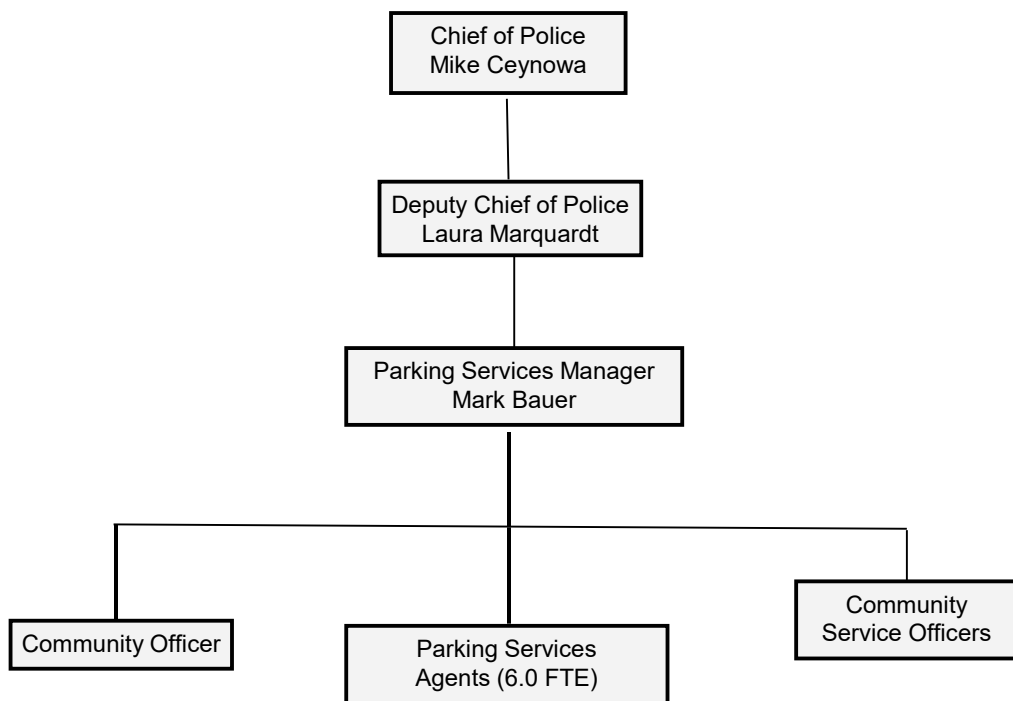 Chief of Police
Mike Ceynowa
Deputy Chief of Police
Laura Marquardt
Parking Services Manager
Mark Bauer
Community Officer
Parking Services
Agents (6.0 FTE)
Community
Service Officers